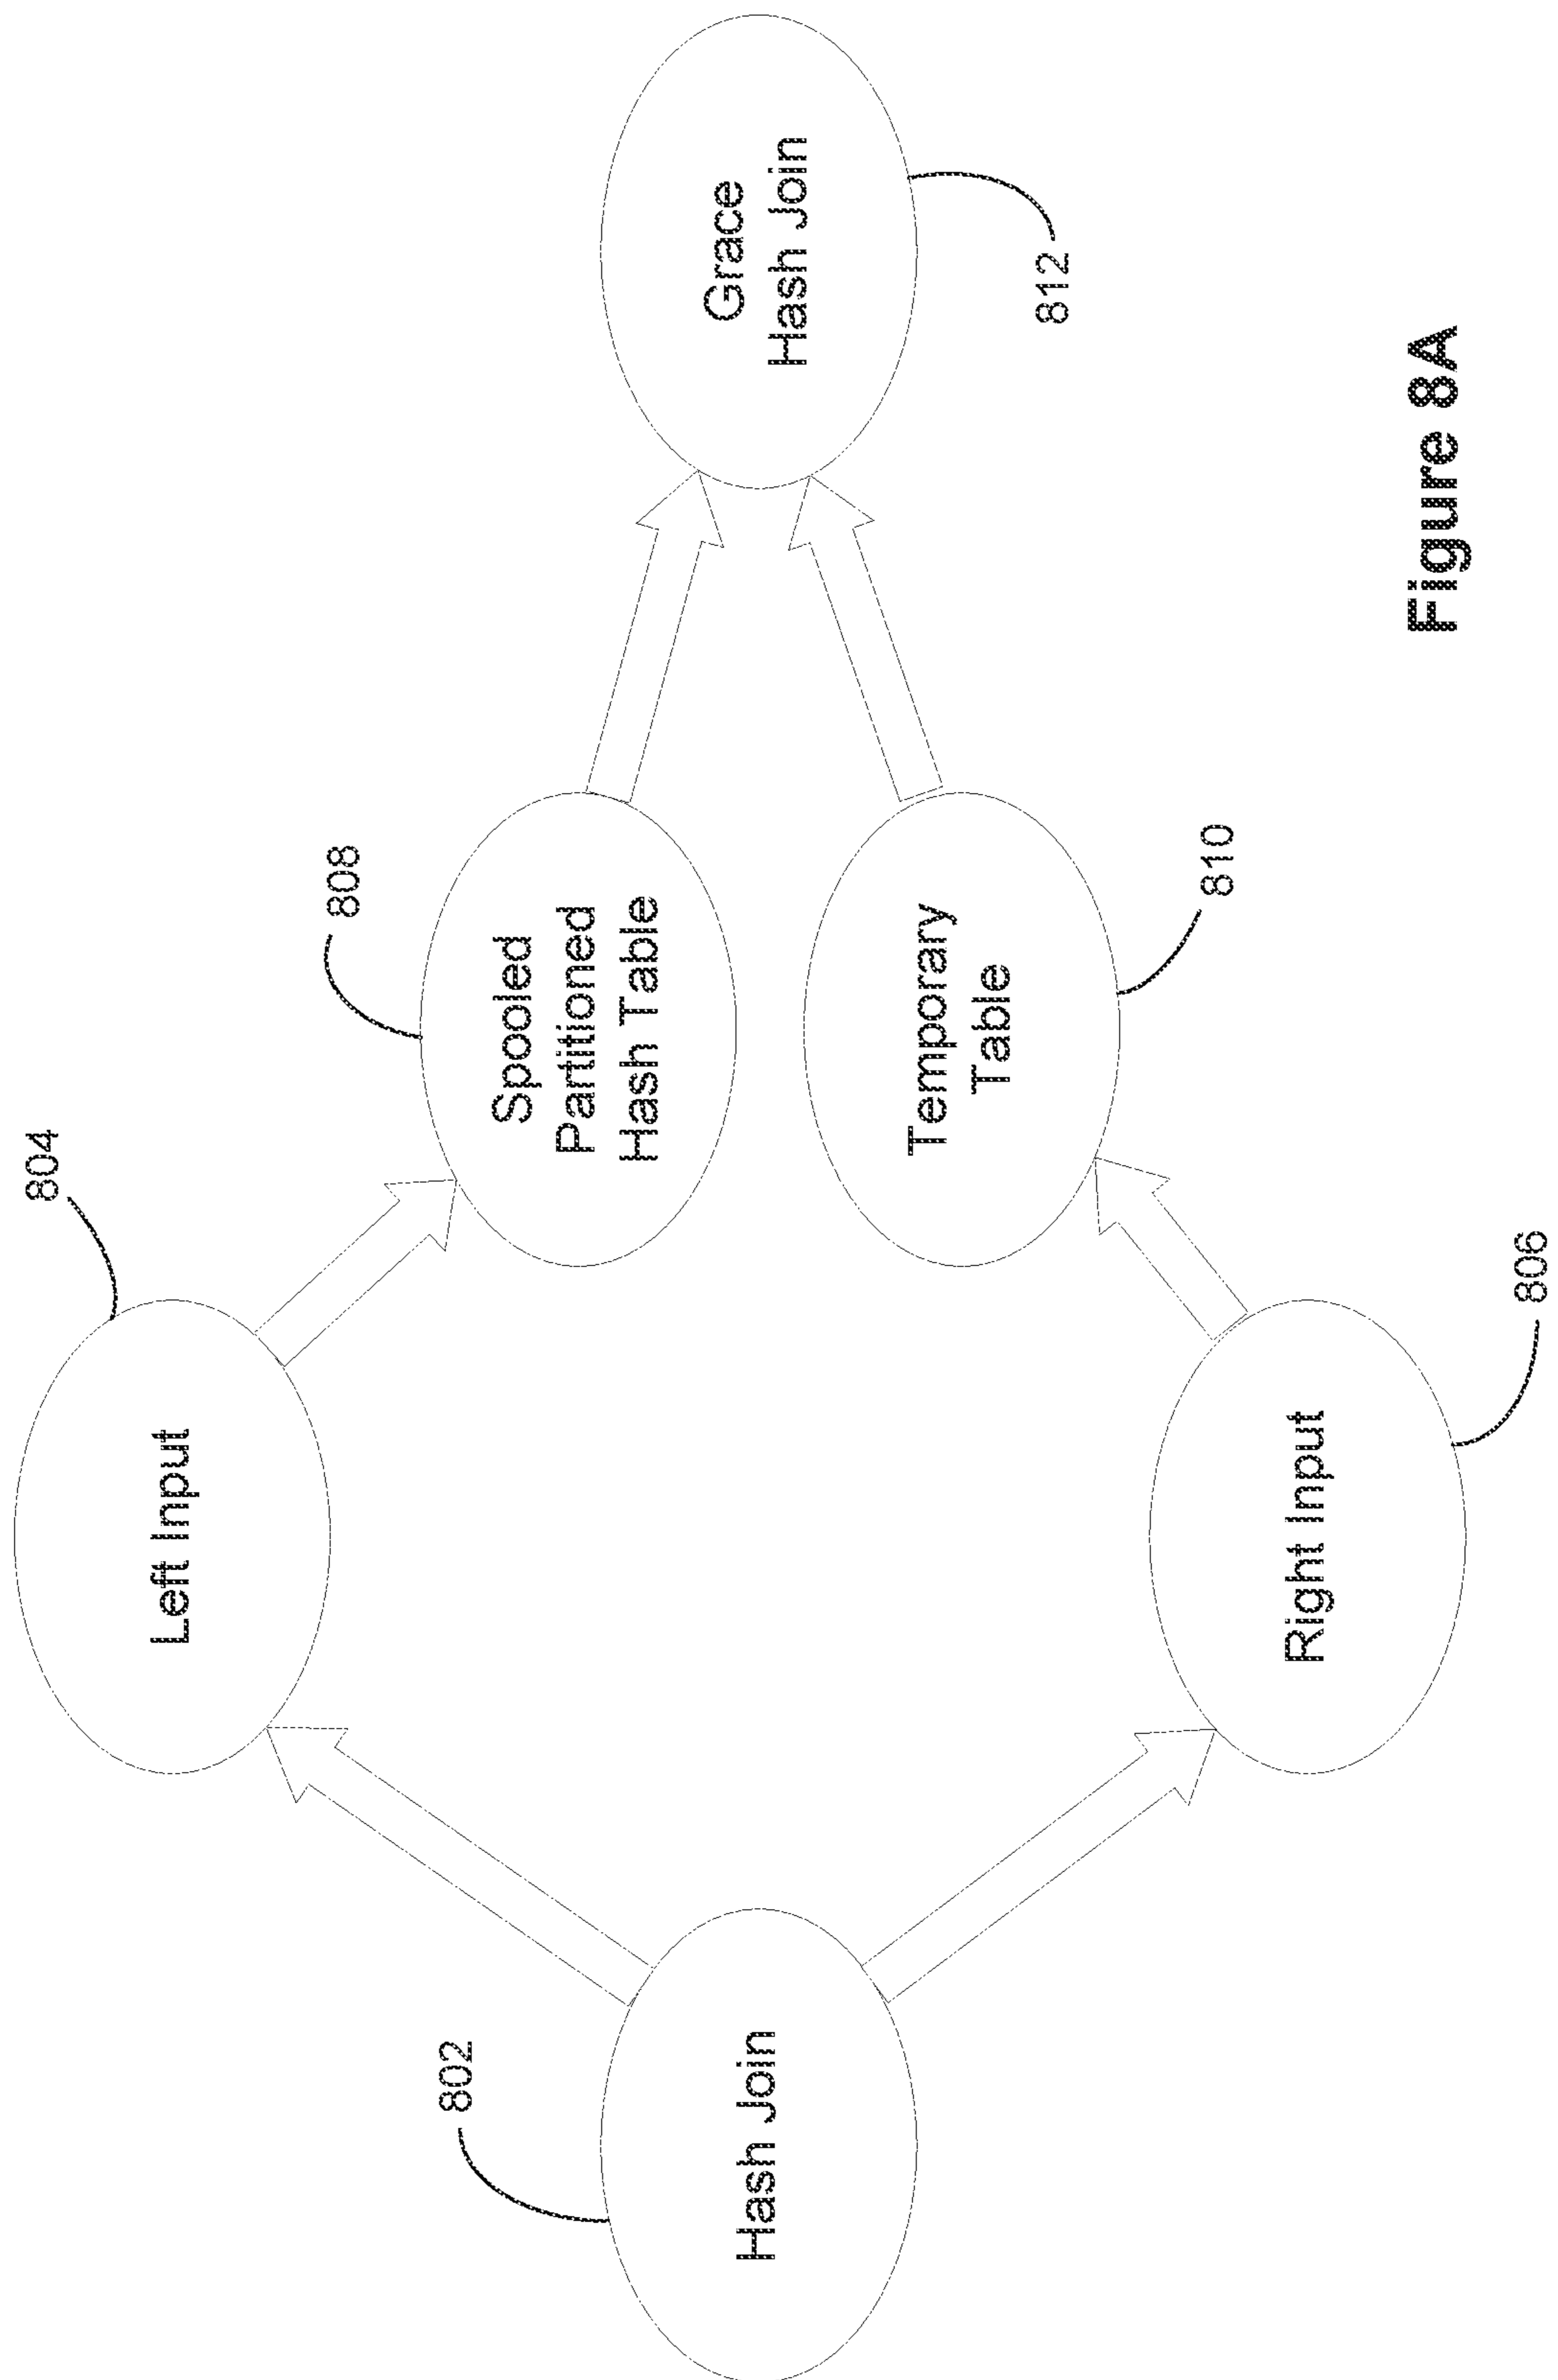 802
Hash Join
804
Left Input
806
Right Input
808
Spooled
Partitioned
Hash Table
810
Temporary
Table
812
Grace
Hash Join
Figure 8A